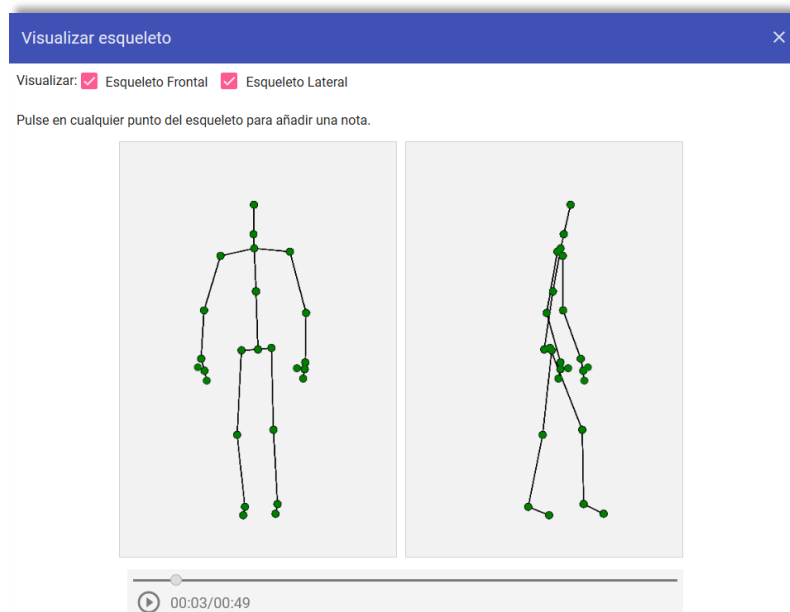 Visualizar esqueleto
Visualizar: Esqueleto Frontal Esqueleto Lateral
Pulse en cualquier punto del esqueleto para añadir una nota.
00:03/00:49